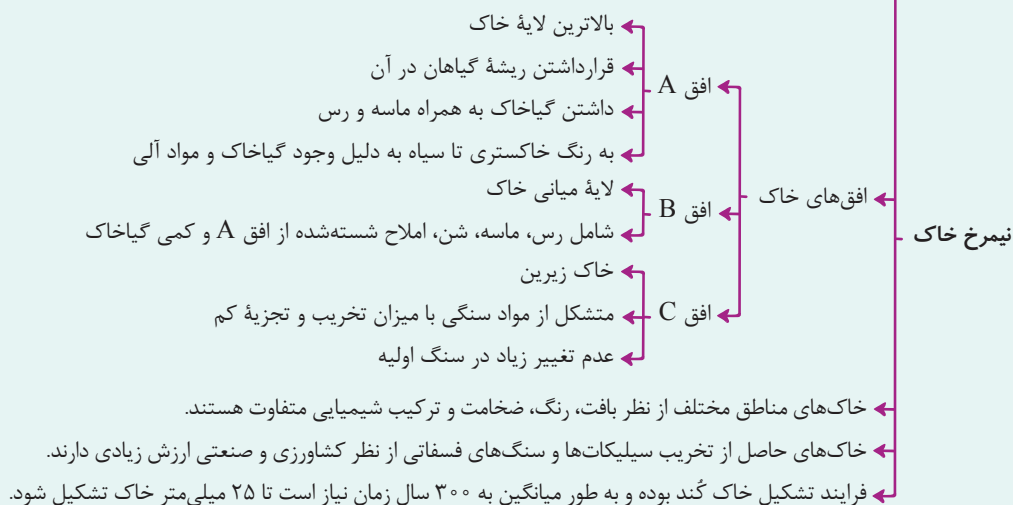 بالاترین لایهٔ خاک
قرارداشتن ریشهٔ گیاهان در آن
افق A
داشتن گیاخاک به همراه ماسه و رس
به رنگ خاکستری تا سیاه به دلیل وجود گیاخاک و مواد آلی
لایهٔ میانی خاک
افق‌های خاک
افق B
شامل رس، ماسه، شن، املاح شسته‌شده از افق A و کمی گیاخاک
نیمرخ خاک
خاک زیرین
افق C
متشکل از مواد سنگی با میزان تخریب و تجزیهٔ کم
عدم تغییر زیاد در سنگ اولیه
خاک‌های مناطق مختلف از نظر بافت، رنگ، ضخامت و ترکیب شیمیایی متفاوت هستند.
خاک‌های حاصل از تخریب سیلیکات‌ها و سنگ‌های فسفاتی از نظر کشاورزی و صنعتی ارزش زیادی دارند.
فرایند تشکیل خاک کُند بوده و به طور میانگین به ۳۰۰ سال زمان نیاز است تا ۲۵ میلی‌متر خاک تشکیل شود.